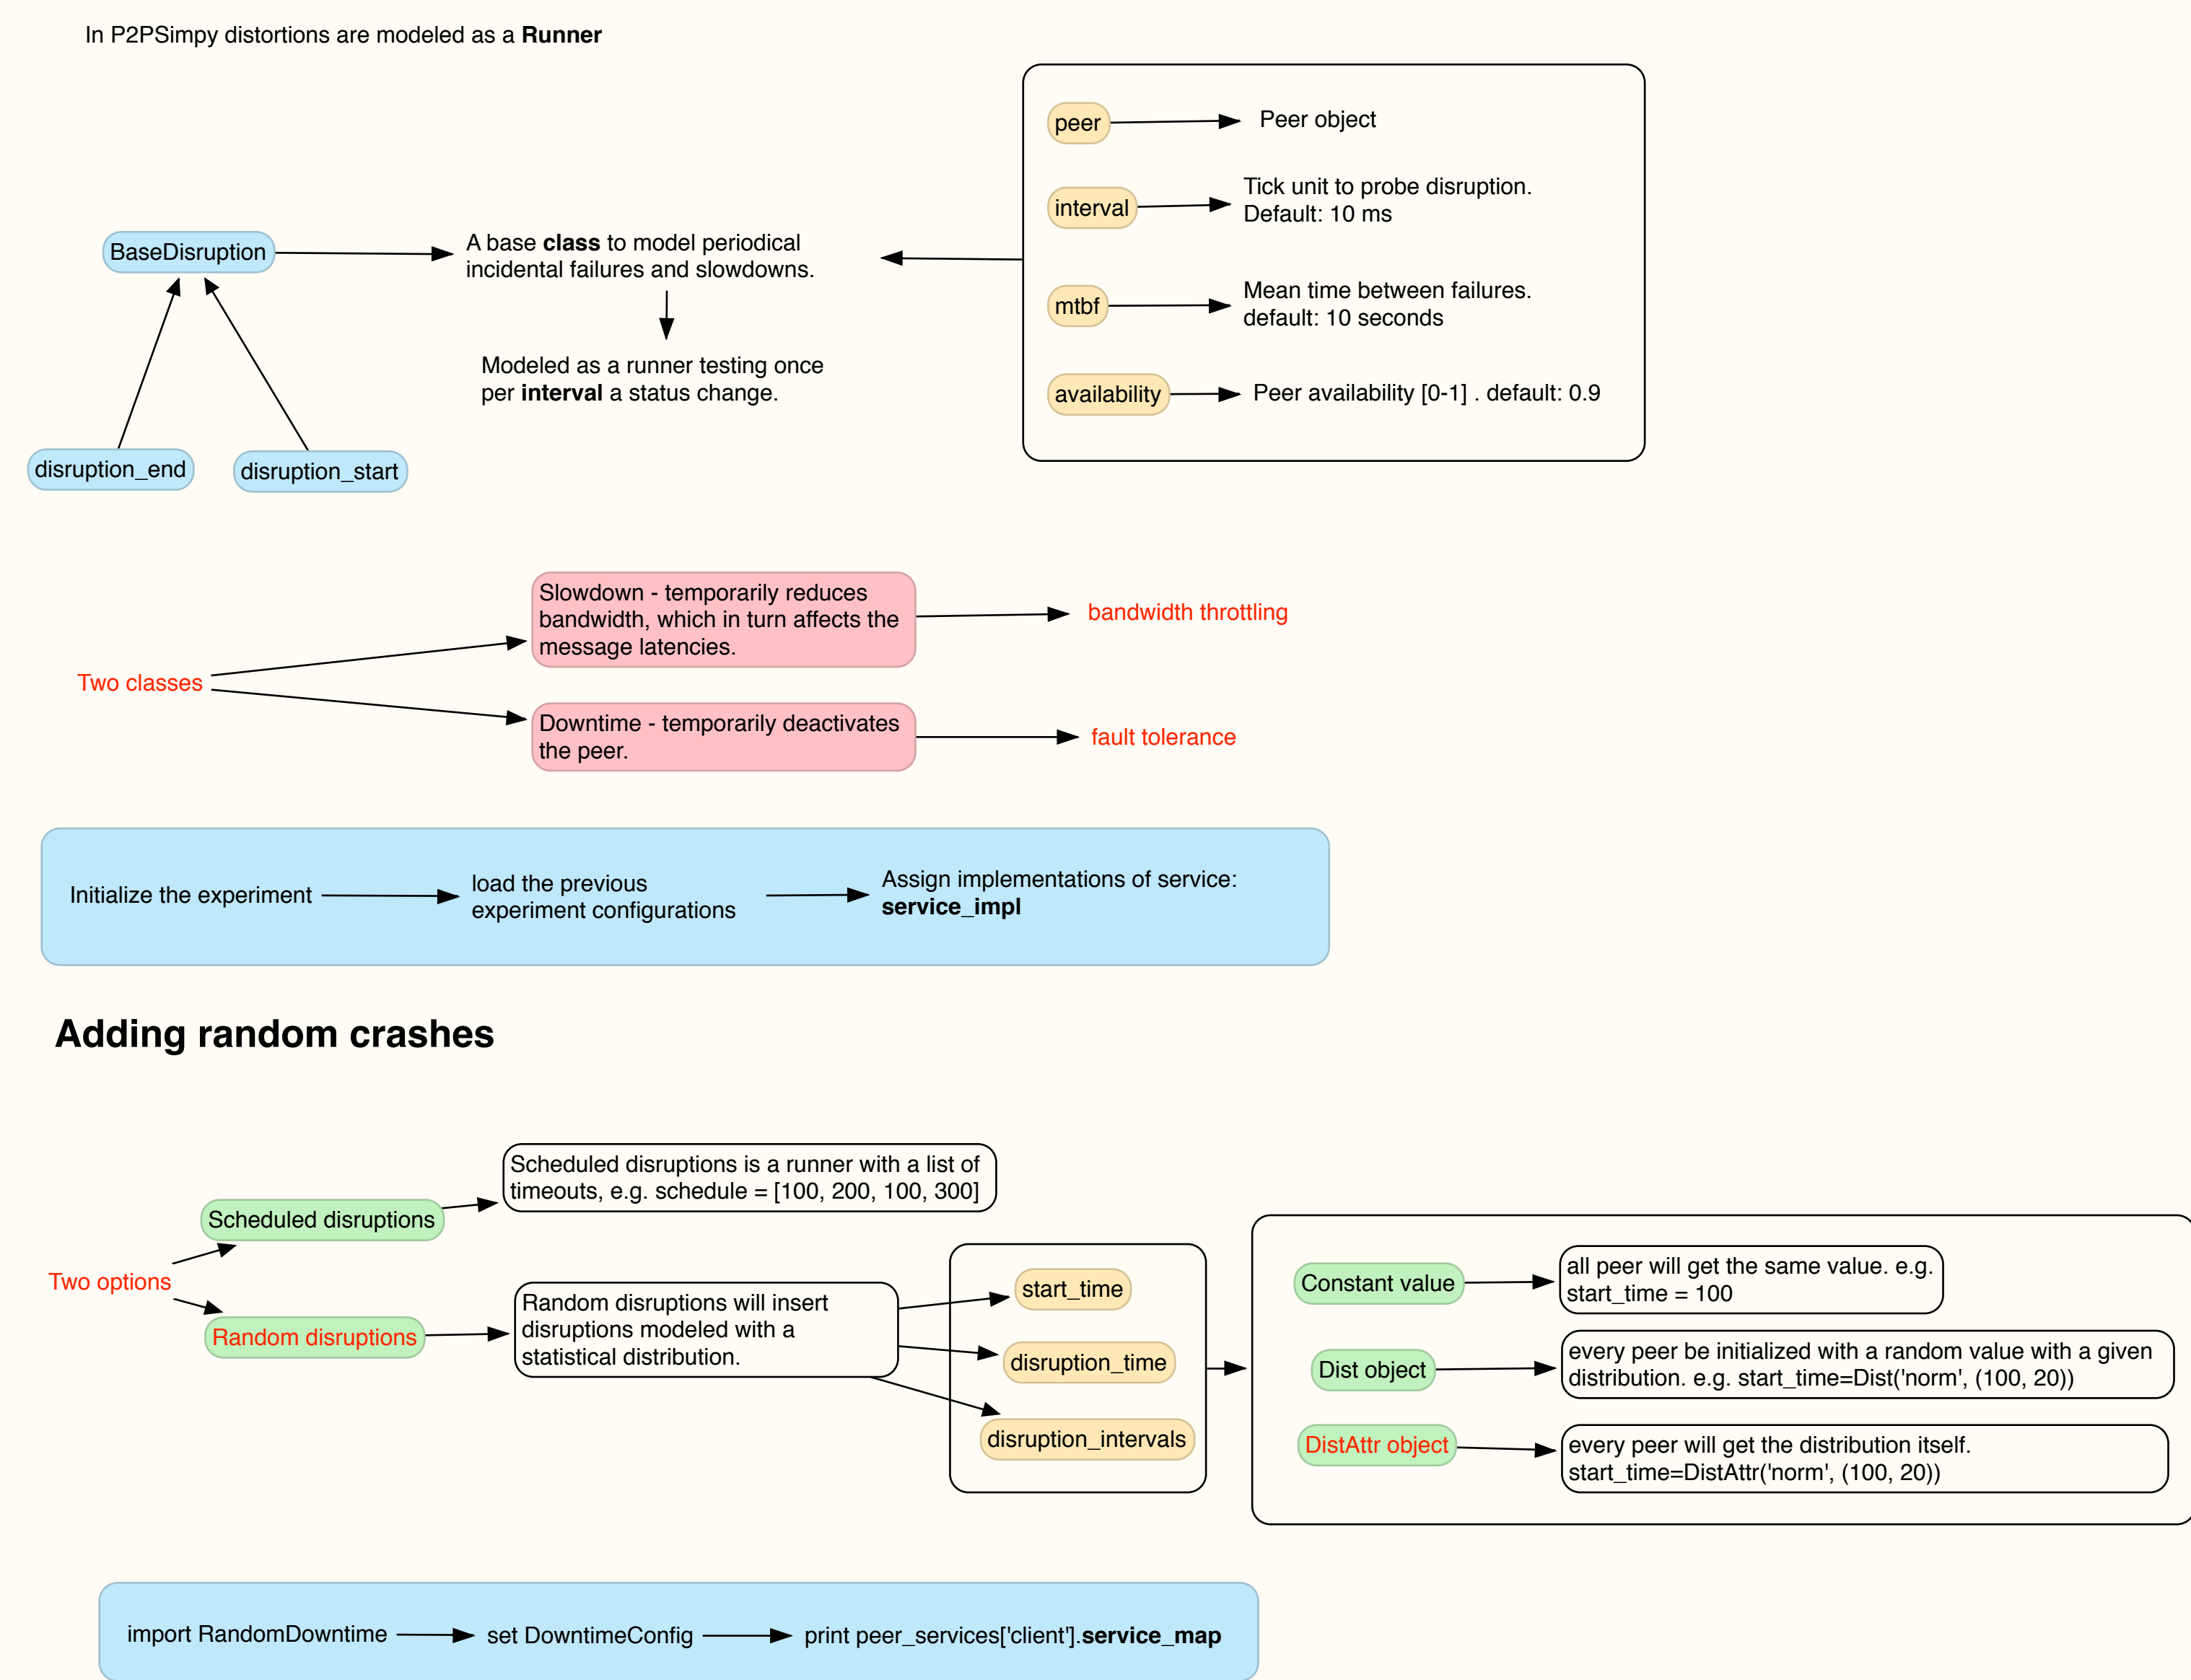 In P2PSimpy distortions are modeled as a Runner
peer
Peer object
interval
Tick unit to probe disruption.
Default: 10 ms
BaseDisruption
A base class to model periodical
incidental failures and slowdowns.
mtbf
Mean time between failures.
default: 10 seconds
Modeled as a runner testing once
per interval a status change.
availability
Peer availability [0-1] . default: 0.9
disruption_end
disruption_start
Two classes
Slowdown - temporarily reduces
bandwidth, which in turn affects the
message latencies.
bandwidth throttling
Downtime - temporarily deactivates
the peer.
fault tolerance
Initialize the experiment
load the previous
experiment configurations
Assign implementations of service:
service_impl
Adding random crashes
Two options
Scheduled disruptions
Scheduled disruptions is a runner with a list of
timeouts, e.g. schedule = [100, 200, 100, 300]
Random disruptions
Random disruptions will insert
disruptions modeled with a
statistical distribution.
start_time
disruption_time
disruption_intervals
Constant value
all peer will get the same value. e.g.
start_time = 100
Dist object
every peer be initialized with a random value with a given
distribution. e.g. start_time=Dist('norm', (100, 20))
DistAttr object
every peer will get the distribution itself.
start_time=DistAttr('norm', (100, 20))
import RandomDowntime
set DowntimeConfig
print peer_services['client'].service_map